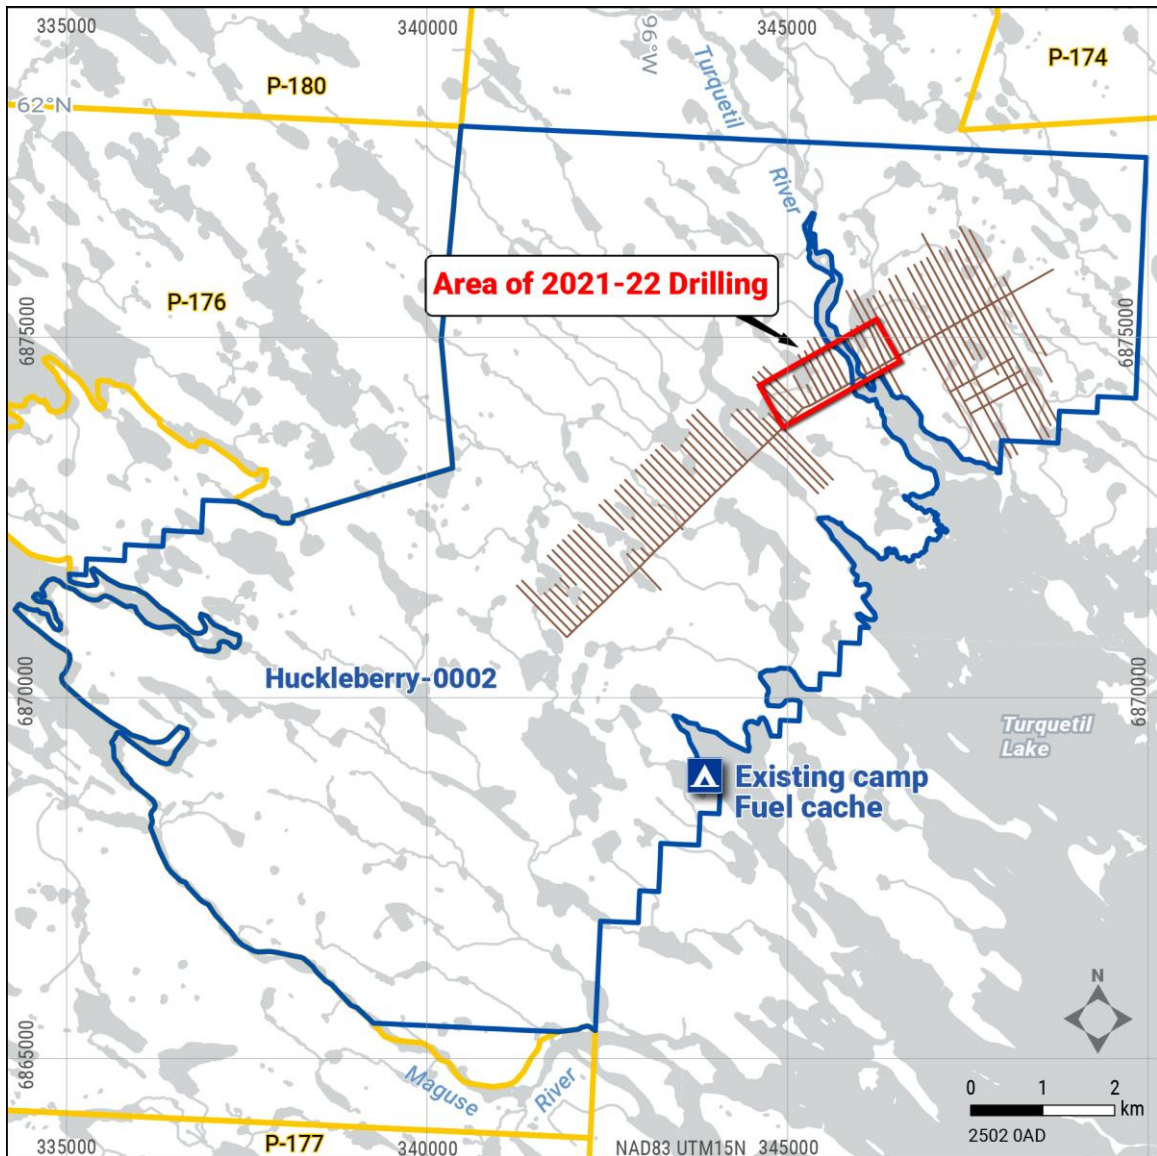 335000
340000
96°W
345000
P-180
P-174
62°N
Turquetil
River
Area of 2021-22 Drilling
P-176
6875000
6875000
Huckleberry-0002
6870000
6870000
Turquetil
Lake
Existing camp
Fuel cache
N
6865000
Maguse
River
0 1 2
km
2502 0AD
335000
P-177
340000
NAD83 UTM15N
345000